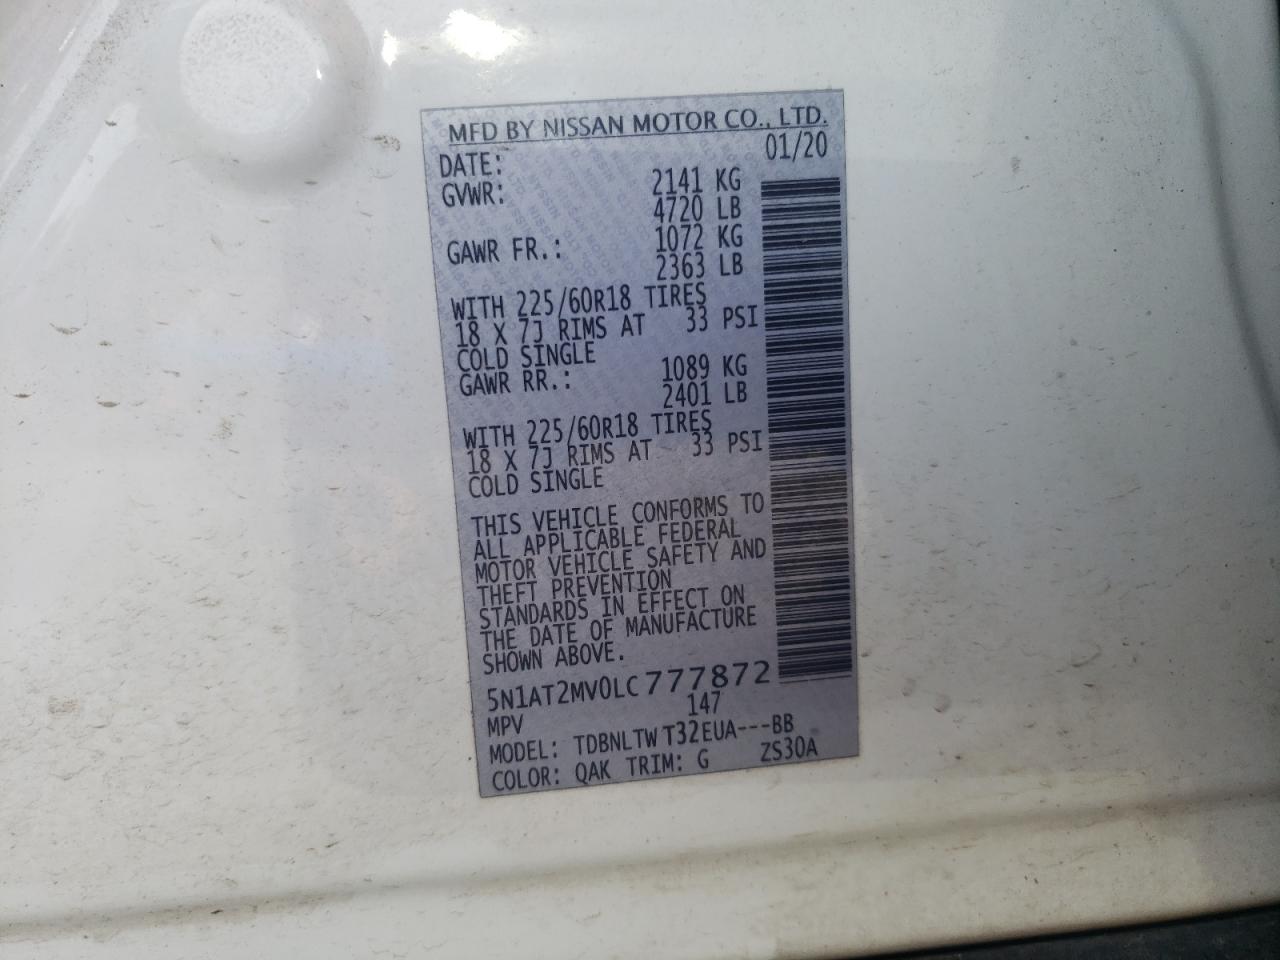 MFD BY NISSAN MOTOR CO., LTD.
DATE: 01/20
GVWR: 2141 KG
4720 LB
GAWR FR.: 1072 KG
2363 LB
WITH 225/60R18 TIRES
18 X 7J RIMS AT 33 PSI
COLD SINGLE
GAWR RR.: 1089 KG
2401 LB
WITH 225/60R18 TIRES
18 X 7J RIMS AT 33 PSI
COLD SINGLE
THIS VEHICLE CONFORMS TO
ALL APPLICABLE FEDERAL
MOTOR VEHICLE SAFETY AND
THEFT PREVENTION
STANDARDS IN EFFECT ON
THE DATE OF MANUFACTURE
SHOWN ABOVE.
5N1AT2MV0LC777872
MPV 147
MODEL: TDBNLTW T32EUA---BB
COLOR: QAK TRIM: G ZS30A